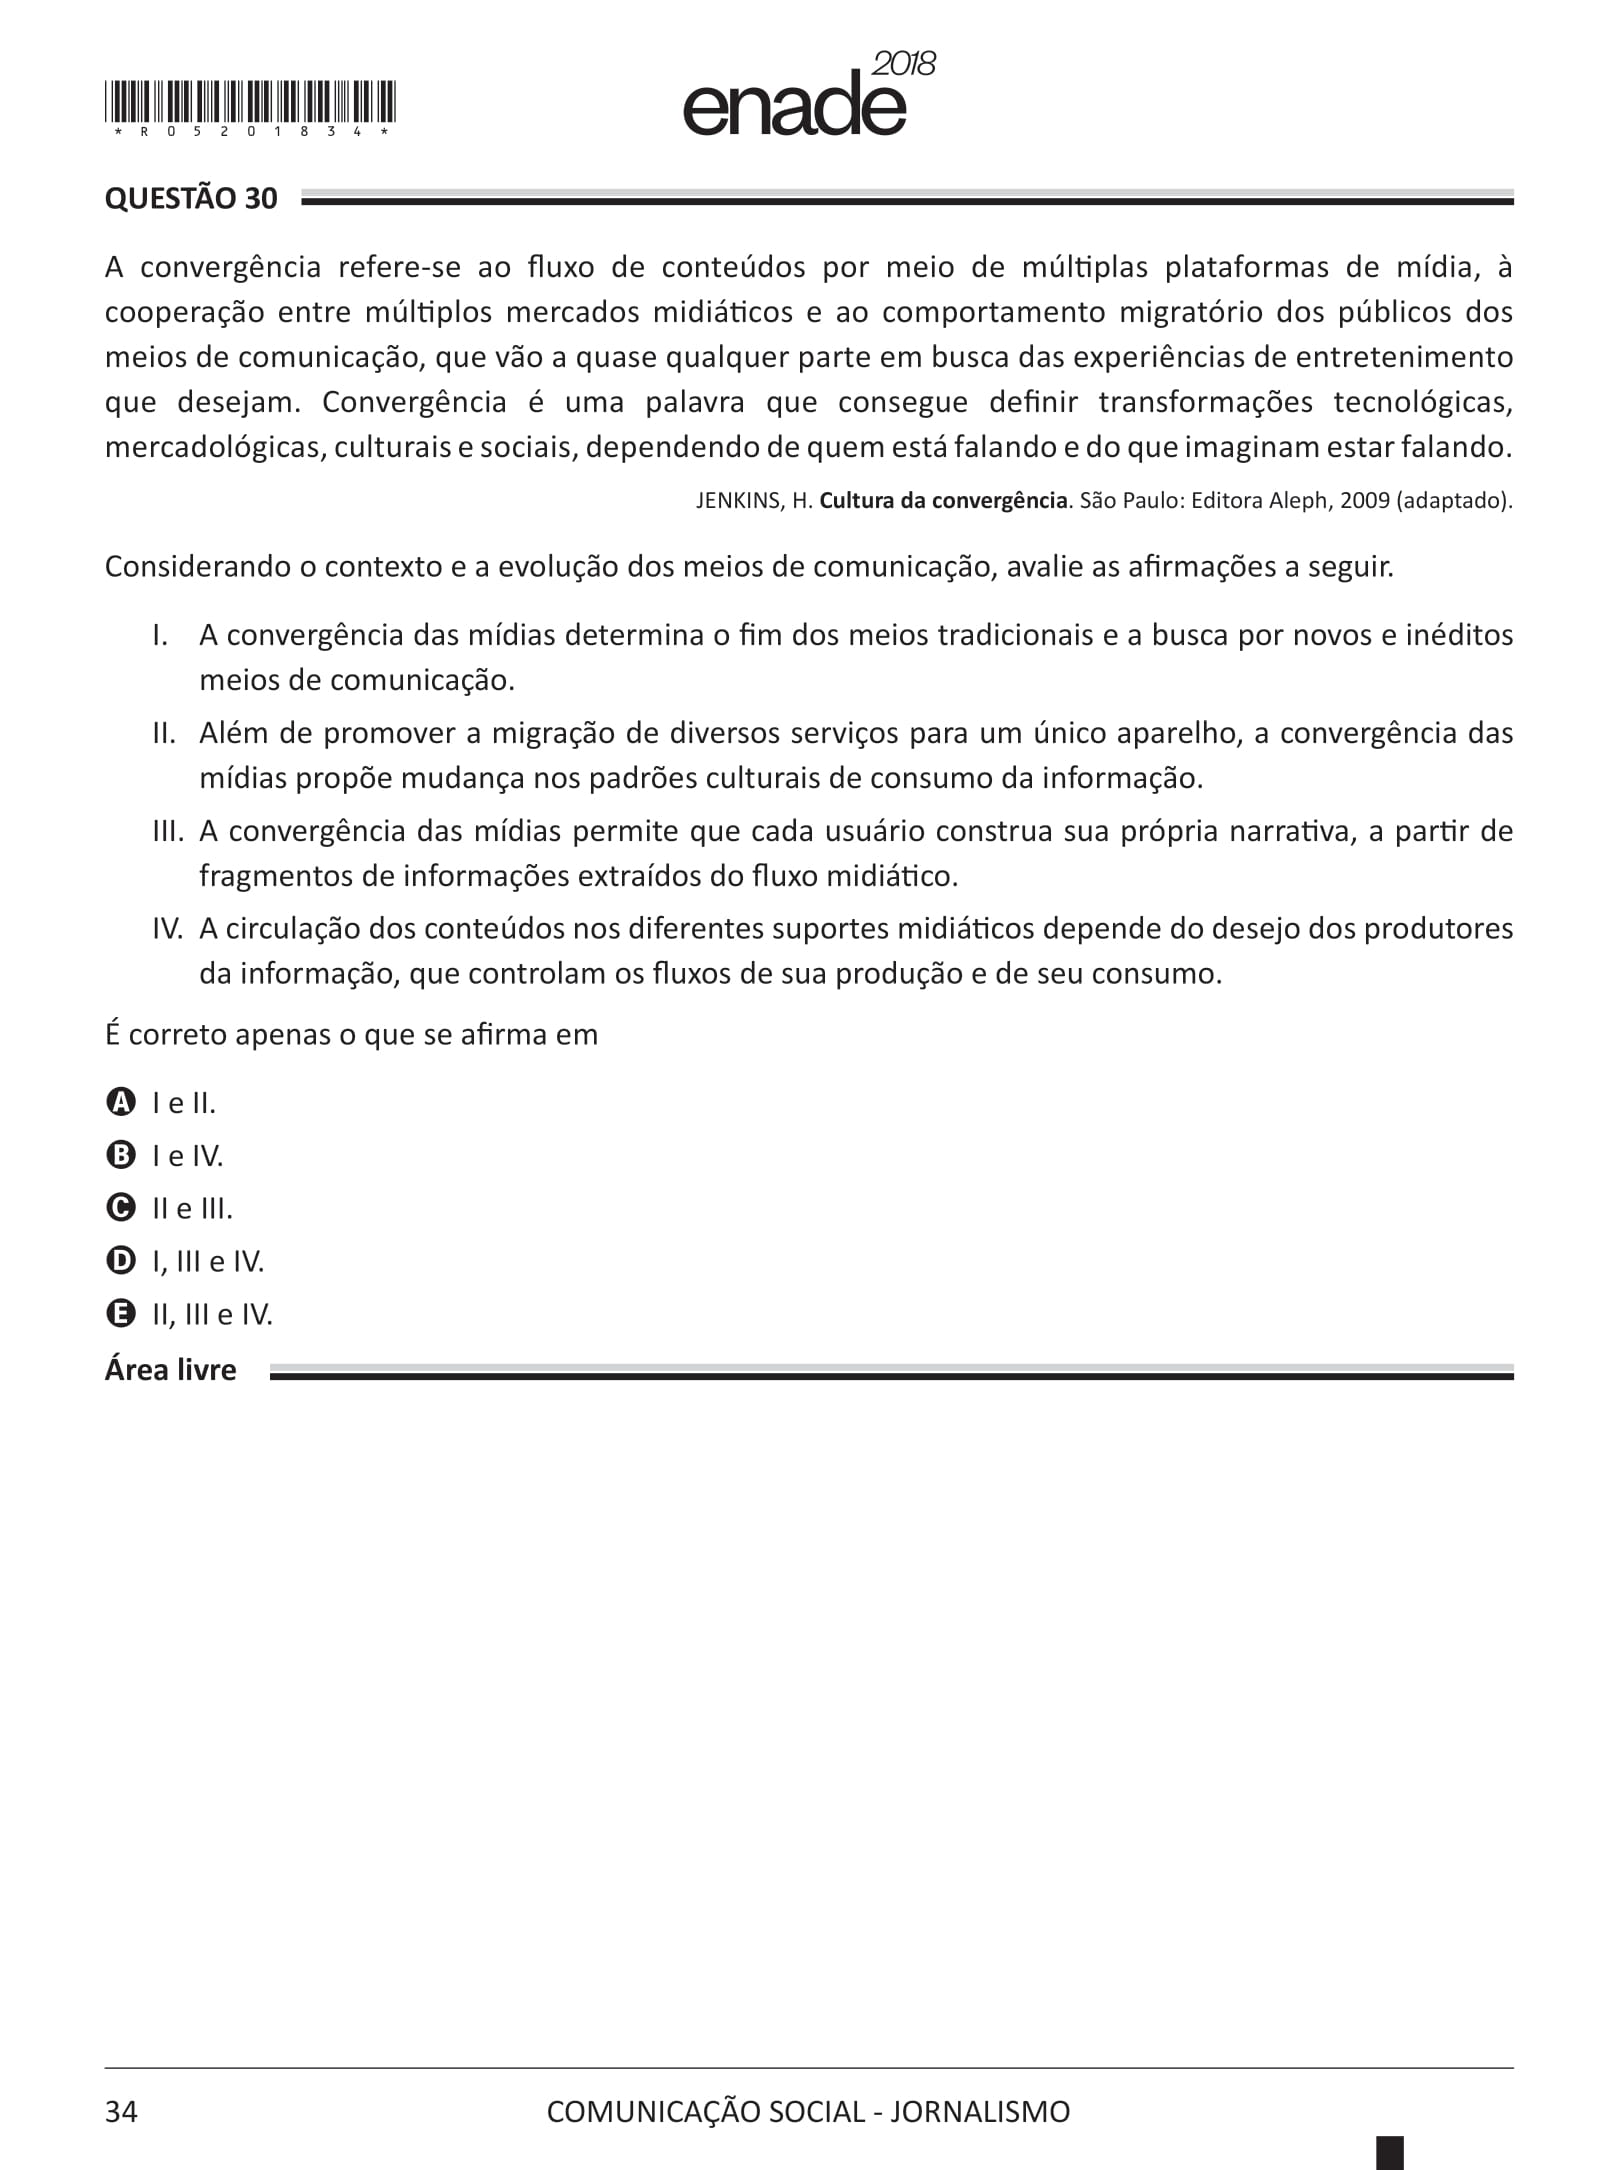 *R05201834*
enade 2018
QUESTÃO 30
A convergência refere-se ao fluxo de conteúdos por meio de múltiplas plataformas de mídia, à
cooperação entre múltiplos mercados midiáticos e ao comportamento migratório dos públicos dos
meios de comunicação, que vão a quase qualquer parte em busca das experiências de entretenimento
que desejam. Convergência é uma palavra que consegue definir transformações tecnológicas,
mercadológicas, culturais e sociais, dependendo de quem está falando e do que imaginam estar falando.
JENKINS, H. Cultura da convergência. São Paulo: Editora Aleph, 2009 (adaptado).
Considerando o contexto e a evolução dos meios de comunicação, avalie as afirmações a seguir.
I. A convergência das mídias determina o fim dos meios tradicionais e a busca por novos e inéditos
meios de comunicação.
II. Além de promover a migração de diversos serviços para um único aparelho, a convergência das
mídias propõe mudança nos padrões culturais de consumo da informação.
III. A convergência das mídias permite que cada usuário construa sua própria narrativa, a partir de
fragmentos de informações extraídos do fluxo midiático.
IV. A circulação dos conteúdos nos diferentes suportes midiáticos depende do desejo dos produtores
da informação, que controlam os fluxos de sua produção e de seu consumo.
É correto apenas o que se afirma em
A I e II.
B I e IV.
C II e III.
D I, III e IV.
E II, III e IV.
Área livre
34 COMUNICAÇÃO SOCIAL - JORNALISMO